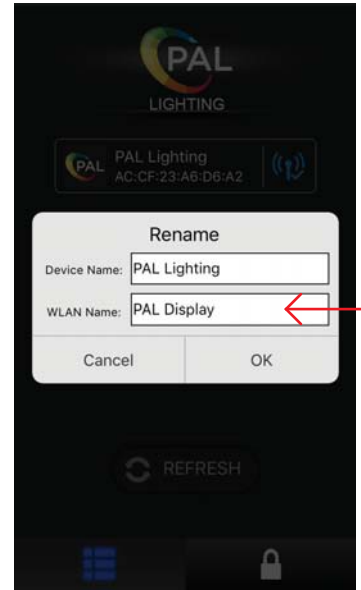 PAL
LIGHTING
PAL
PAL Lighting
AC:CF:23:A6:D6:A2
Rename
Device Name: PAL Lighting
WLAN Name: PAL Display
Cancel OK
REFRESH